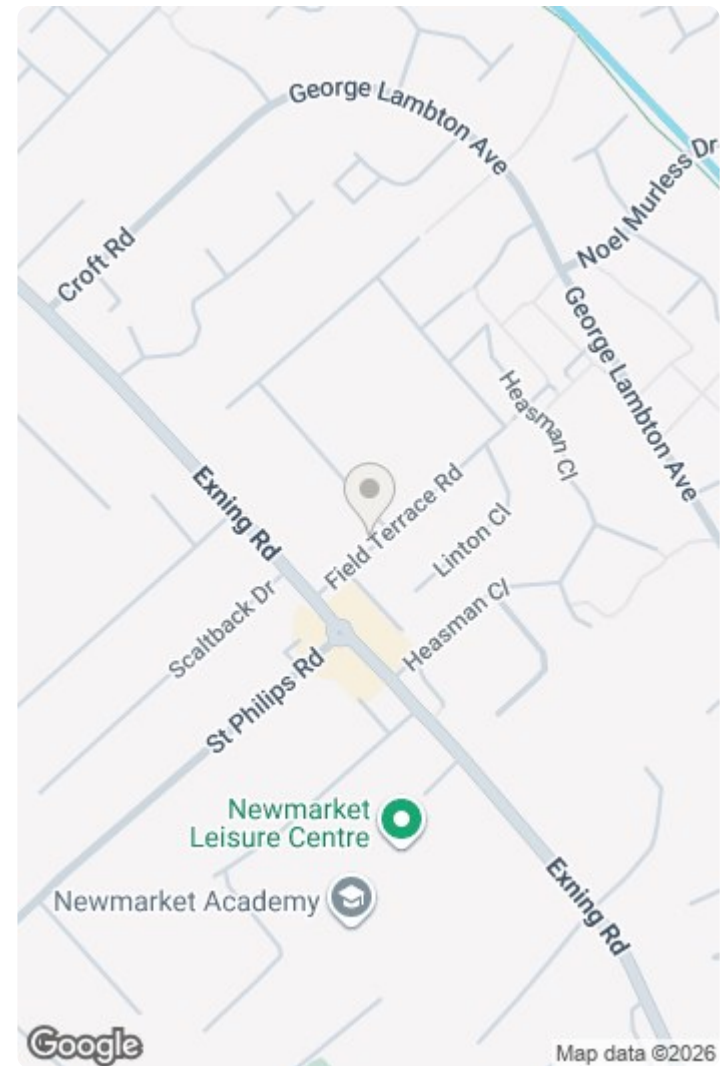 George Lambton Ave
Noel Murless Dr
Croft Rd
George Lambton Ave
Heasman Cl
Exning Rd
Field Terrace Rd
Linton Cl
Scaltback Dr
Heasman Cl
St Philips Rd
Newmarket
Leisure Centre
Newmarket Academy
Exning Rd
Google
Map data ©2026